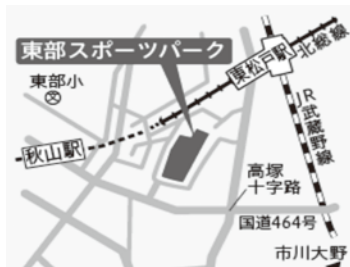 東部スポーツパーク
東松戸駅
北総線
東部小
JR武蔵野線
秋山駅
高塚
十字路
国道464号
市川大野